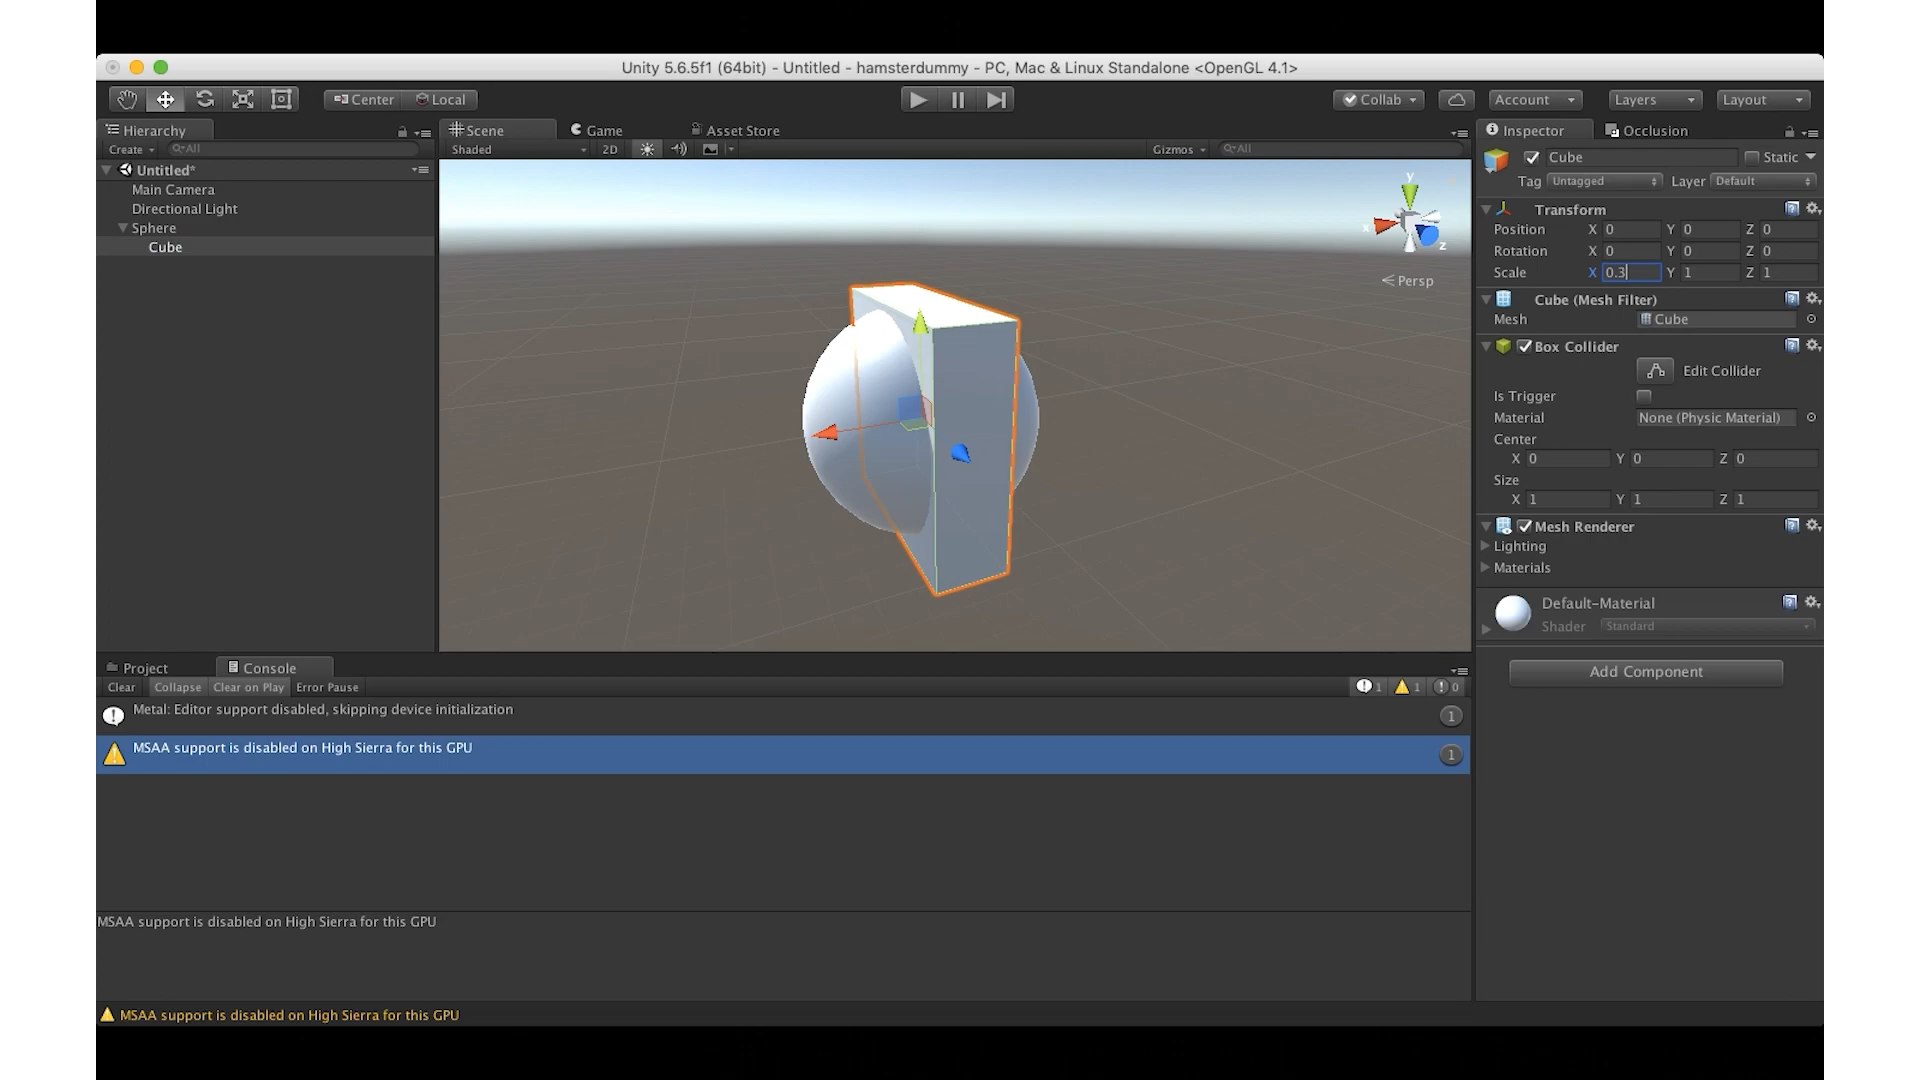 Unity 5.6.5f1 (64bit) - Untitled - hamsterdummy - PC, Mac & Linux Standalone <OpenGL 4.1>
Center Local Collab Account Layers Layout
Hierarchy Scene Game Asset Store Inspector Occlusion
Create All Shaded 2D Gizmos All
Untitled*
Main Camera
Directional Light
Sphere
Cube
y
x
z
Persp
Cube Static
Tag Untagged Layer Default
Transform
Position X 0 Y 0 Z 0
Rotation X 0 Y 0 Z 0
Scale X 0.3 Y 1 Z 1
Cube (Mesh Filter)
Mesh Cube
Box Collider
Edit Collider
Is Trigger
Material None (Physic Material)
Center
X 0 Y 0 Z 0
Size
X 1 Y 1 Z 1
Mesh Renderer
Lighting
Materials
Default-Material
Shader Standard
Add Component
Project Console
Clear Collapse Clear on Play Error Pause 1 1 0
Metal: Editor support disabled, skipping device initialization 1
MSAA support is disabled on High Sierra for this GPU 1
MSAA support is disabled on High Sierra for this GPU
MSAA support is disabled on High Sierra for this GPU